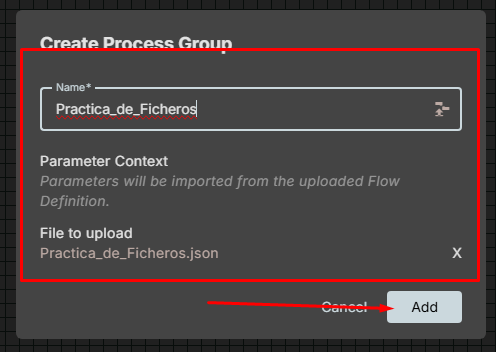 Create Process Group
Name*
Practica_de_Ficheros
Parameter Context
Parameters will be imported from the uploaded Flow
Definition.
File to upload
Practica_de_Ficheros.json
X
Cancel
Add